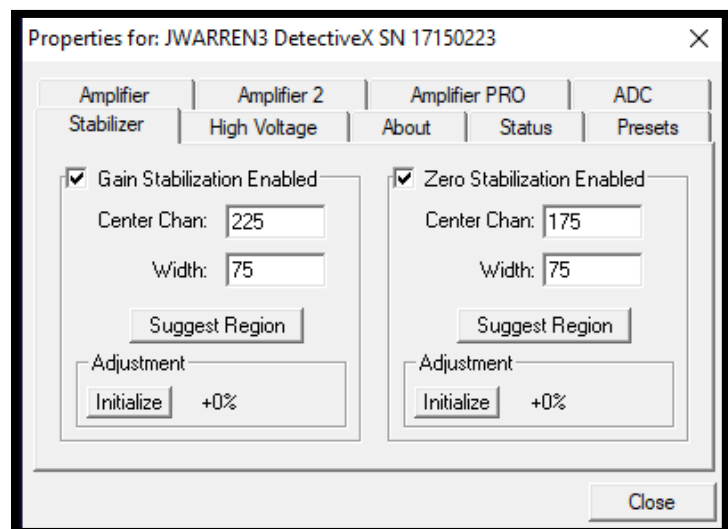 Properties for: JWARREN3 DetectiveX SN 17150223
Amplifier
Amplifier 2
Amplifier PRO
ADC
Stabilizer
High Voltage
About
Status
Presets
Gain Stabilization Enabled
Center Chan: 225
Width: 75
Suggest Region
Adjustment
Initialize +0%
Zero Stabilization Enabled
Center Chan: 175
Width: 75
Suggest Region
Adjustment
Initialize +0%
Close